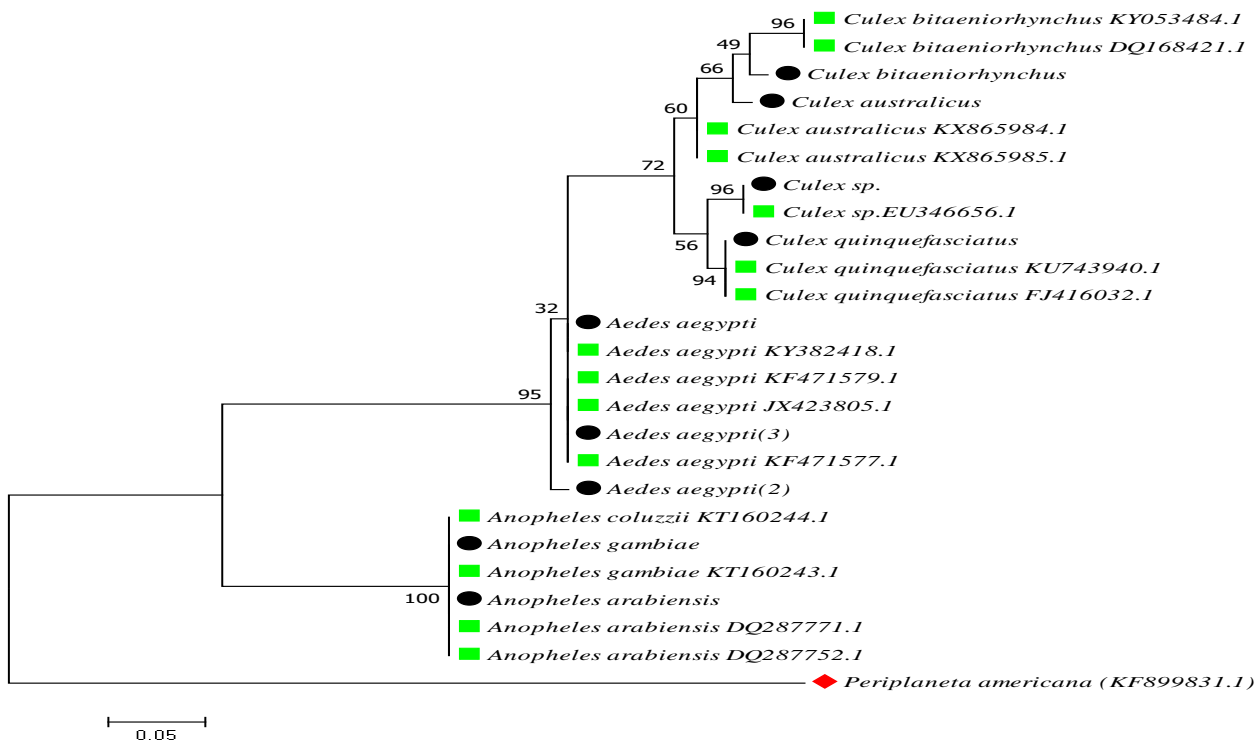 96
Culex bitaeniorhynchus KY053484.1
Culex bitaeniorhynchus DQ168421.1
49
Culex bitaeniorhynchus
66
Culex australicus
60
Culex australicus KX865984.1
Culex australicus KX865985.1
72
Culex sp.
96
Culex sp.EU346656.1
56
Culex quinquefasciatus
Culex quinquefasciatus KU743940.1
94
Culex quinquefasciatus FJ416032.1
32
Aedes aegypti
Aedes aegypti KY382418.1
Aedes aegypti KF471579.1
95
Aedes aegypti JX423805.1
Aedes aegypti(3)
Aedes aegypti KF471577.1
Aedes aegypti(2)
Anopheles coluzzii KT160244.1
Anopheles gambiae
Anopheles gambiae KT160243.1
100
Anopheles arabiensis
Anopheles arabiensis DQ287771.1
Anopheles arabiensis DQ287752.1
Periplaneta americana (KF899831.1)
0.05